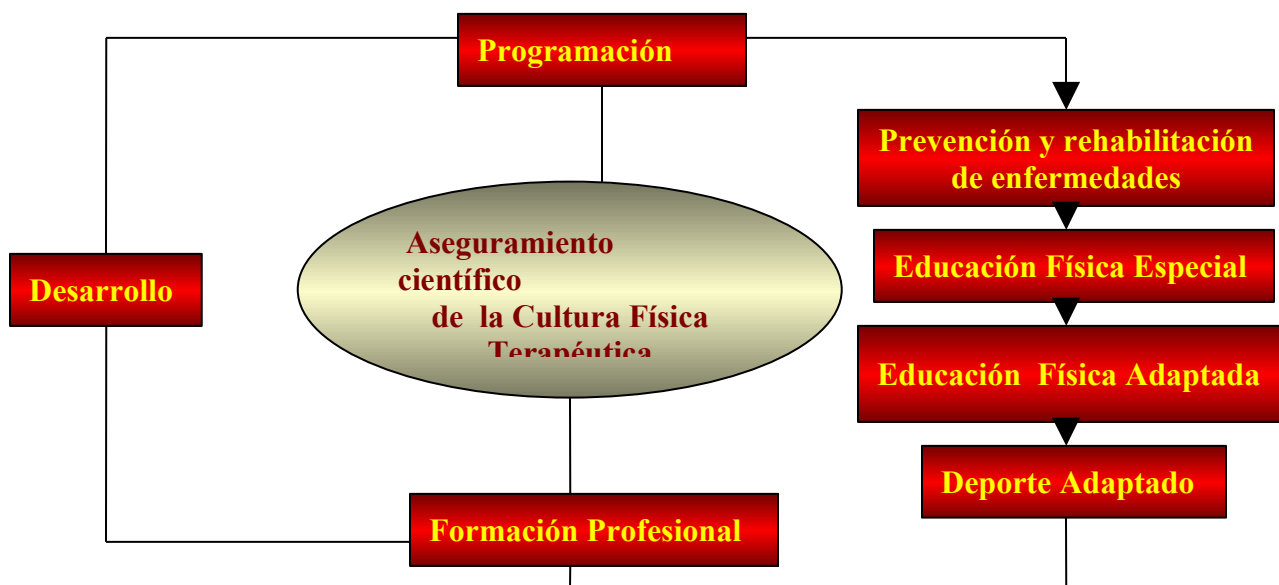 Programación
Prevención y rehabilitación
de enfermedades
Aseguramiento
científico
de la Cultura Física
Terapéutica
Educación Física Especial
Desarrollo
Educación Física Adaptada
Deporte Adaptado
Formación Profesional